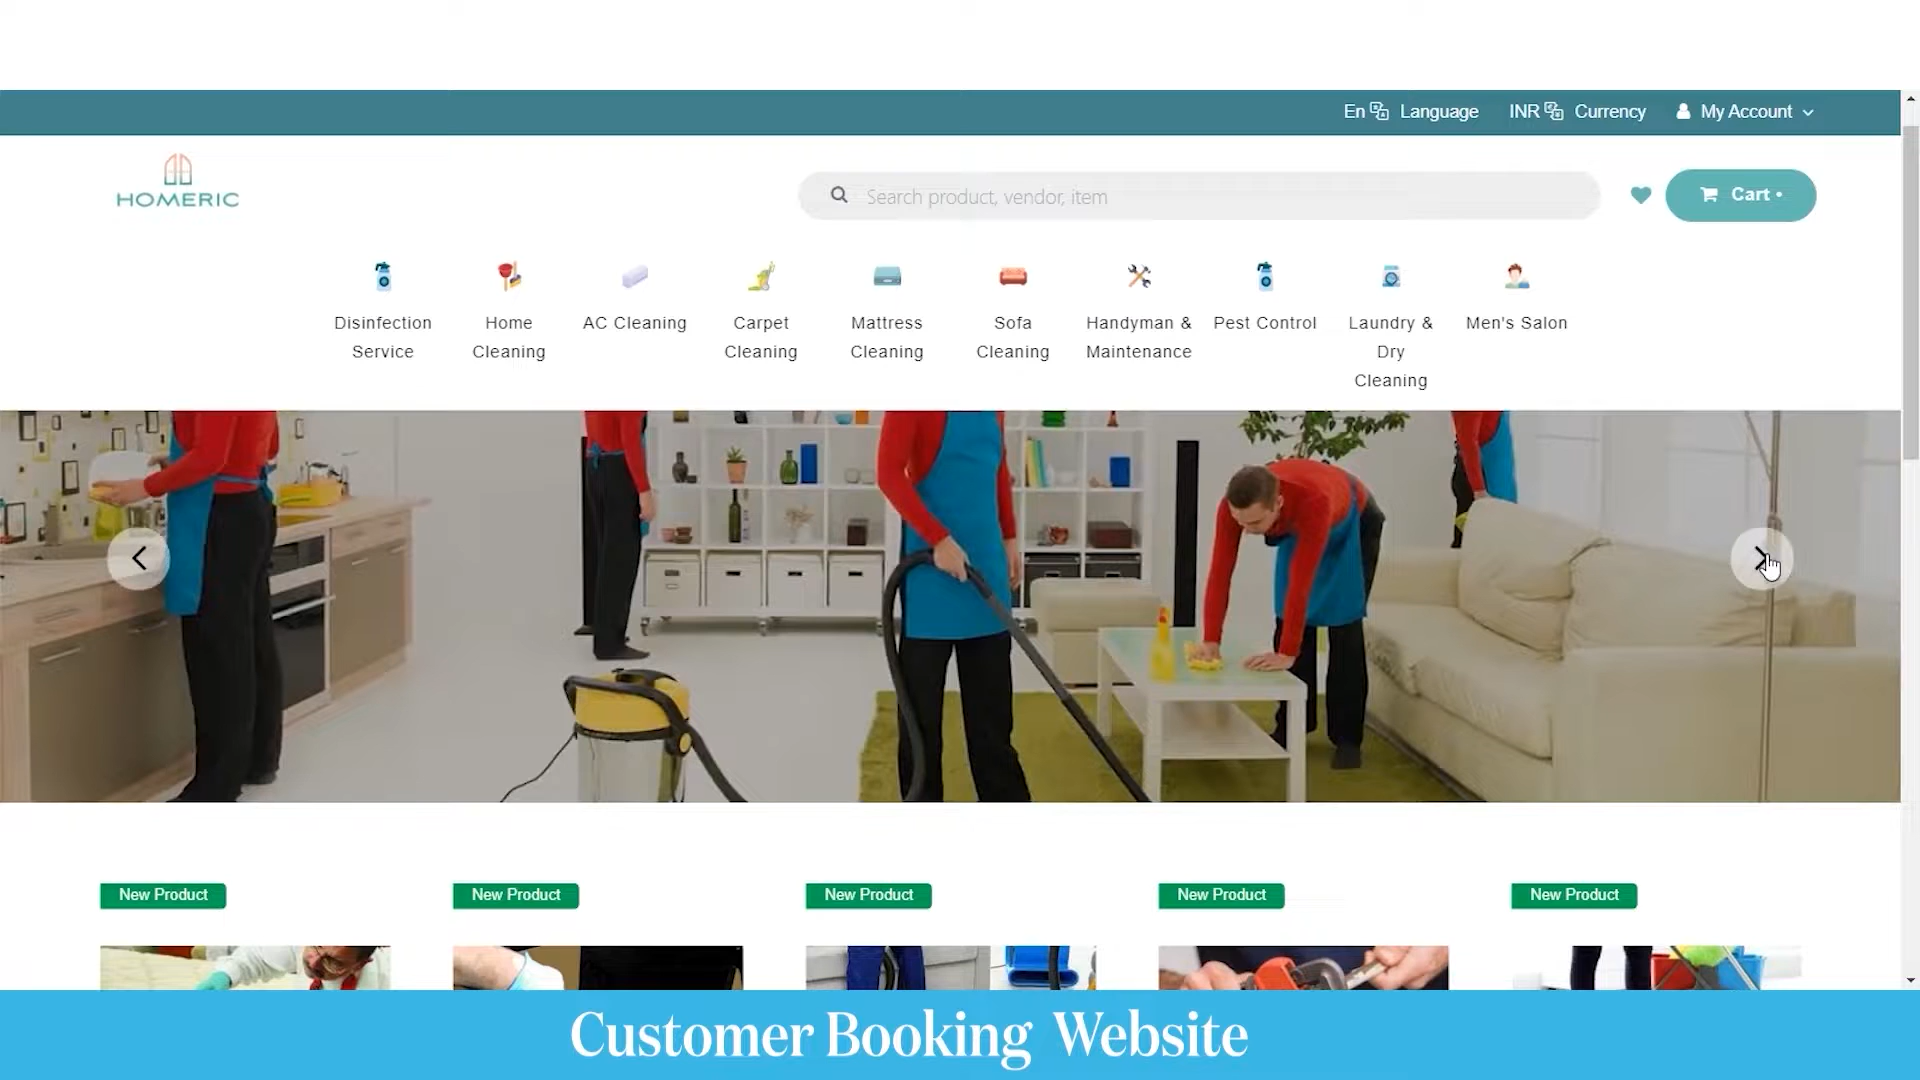 En Language INR Currency My Account
HOMERIC
Search product, vendor, item
Cart •
Disinfection
Service
Home
Cleaning
AC Cleaning
Carpet
Cleaning
Mattress
Cleaning
Sofa
Cleaning
Handyman &
Maintenance
Pest Control
Laundry &
Dry
Cleaning
Men's Salon
New Product
New Product
New Product
New Product
New Product
Customer Booking Website